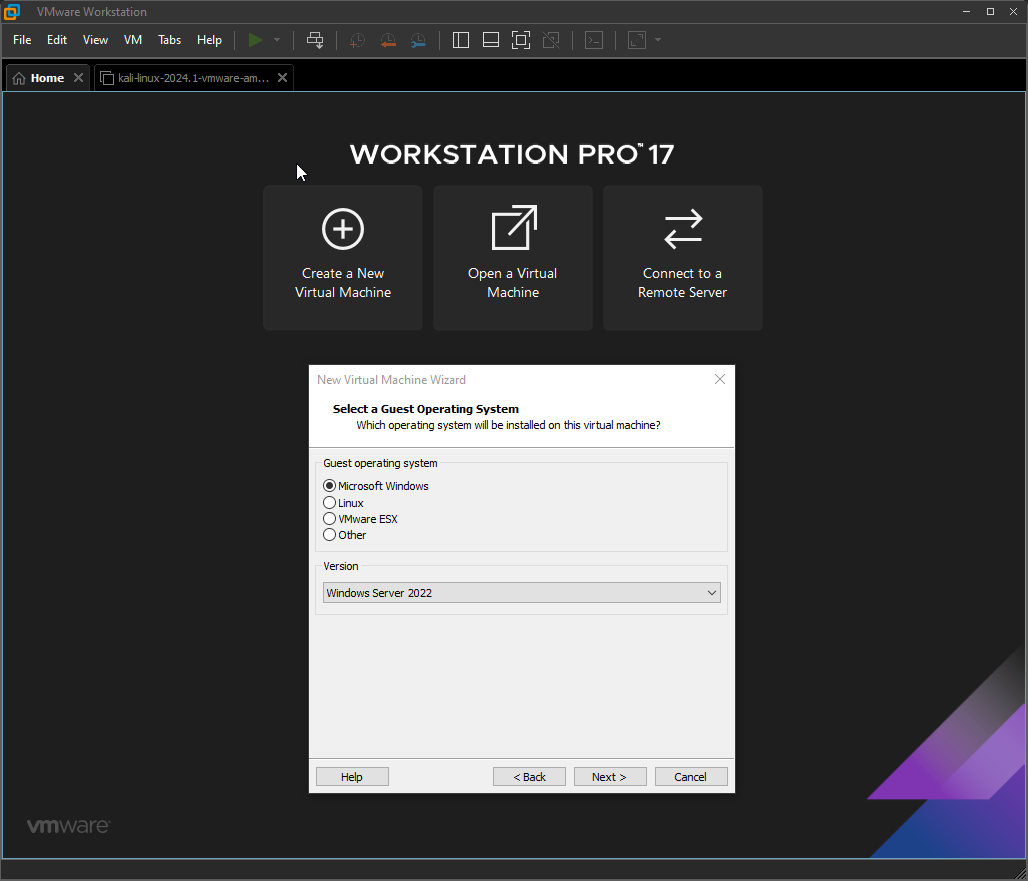 VMware Workstation
File Edit View VM Tabs Help
Home kali-linux-2024.1-vmware-am...
WORKSTATION PRO™ 17
Create a New
Virtual Machine
Open a Virtual
Machine
Connect to a
Remote Server
New Virtual Machine Wizard
Select a Guest Operating System
Which operating system will be installed on this virtual machine?
Guest operating system
Microsoft Windows
Linux
VMware ESX
Other
Version
Windows Server 2022
Help < Back Next > Cancel
vmware®